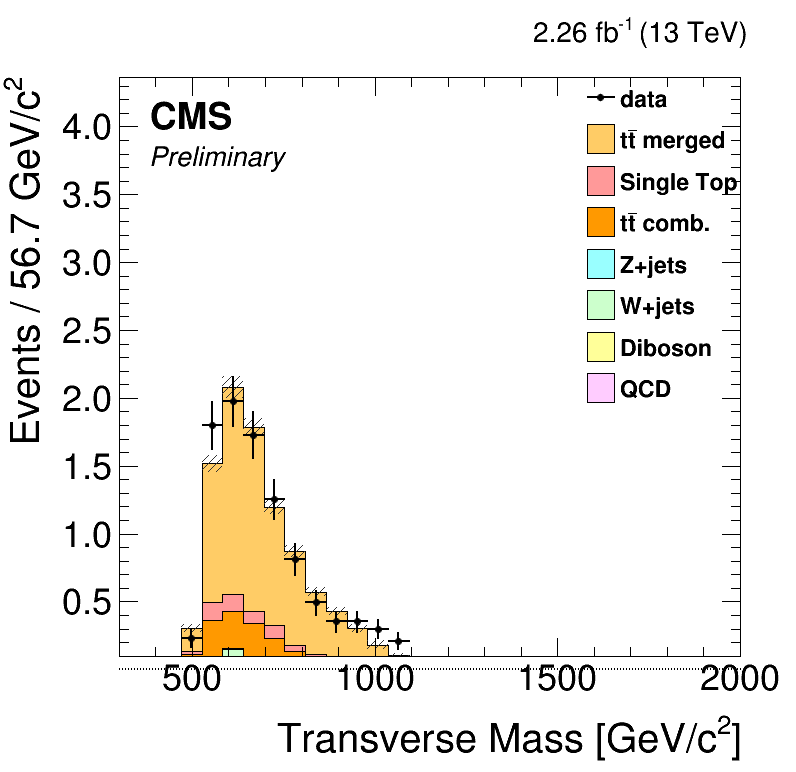 2.26 fb-1 (13 TeV)
CMS
Preliminary
data
tt̄ merged
Single Top
tt̄ comb.
Z+jets
W+jets
Diboson
QCD
Events / 56.7 GeV/c2
4.0
3.5
3.0
2.5
2.0
1.5
1.0
0.5
500 1000 1500 2000
Transverse Mass [GeV/c2]